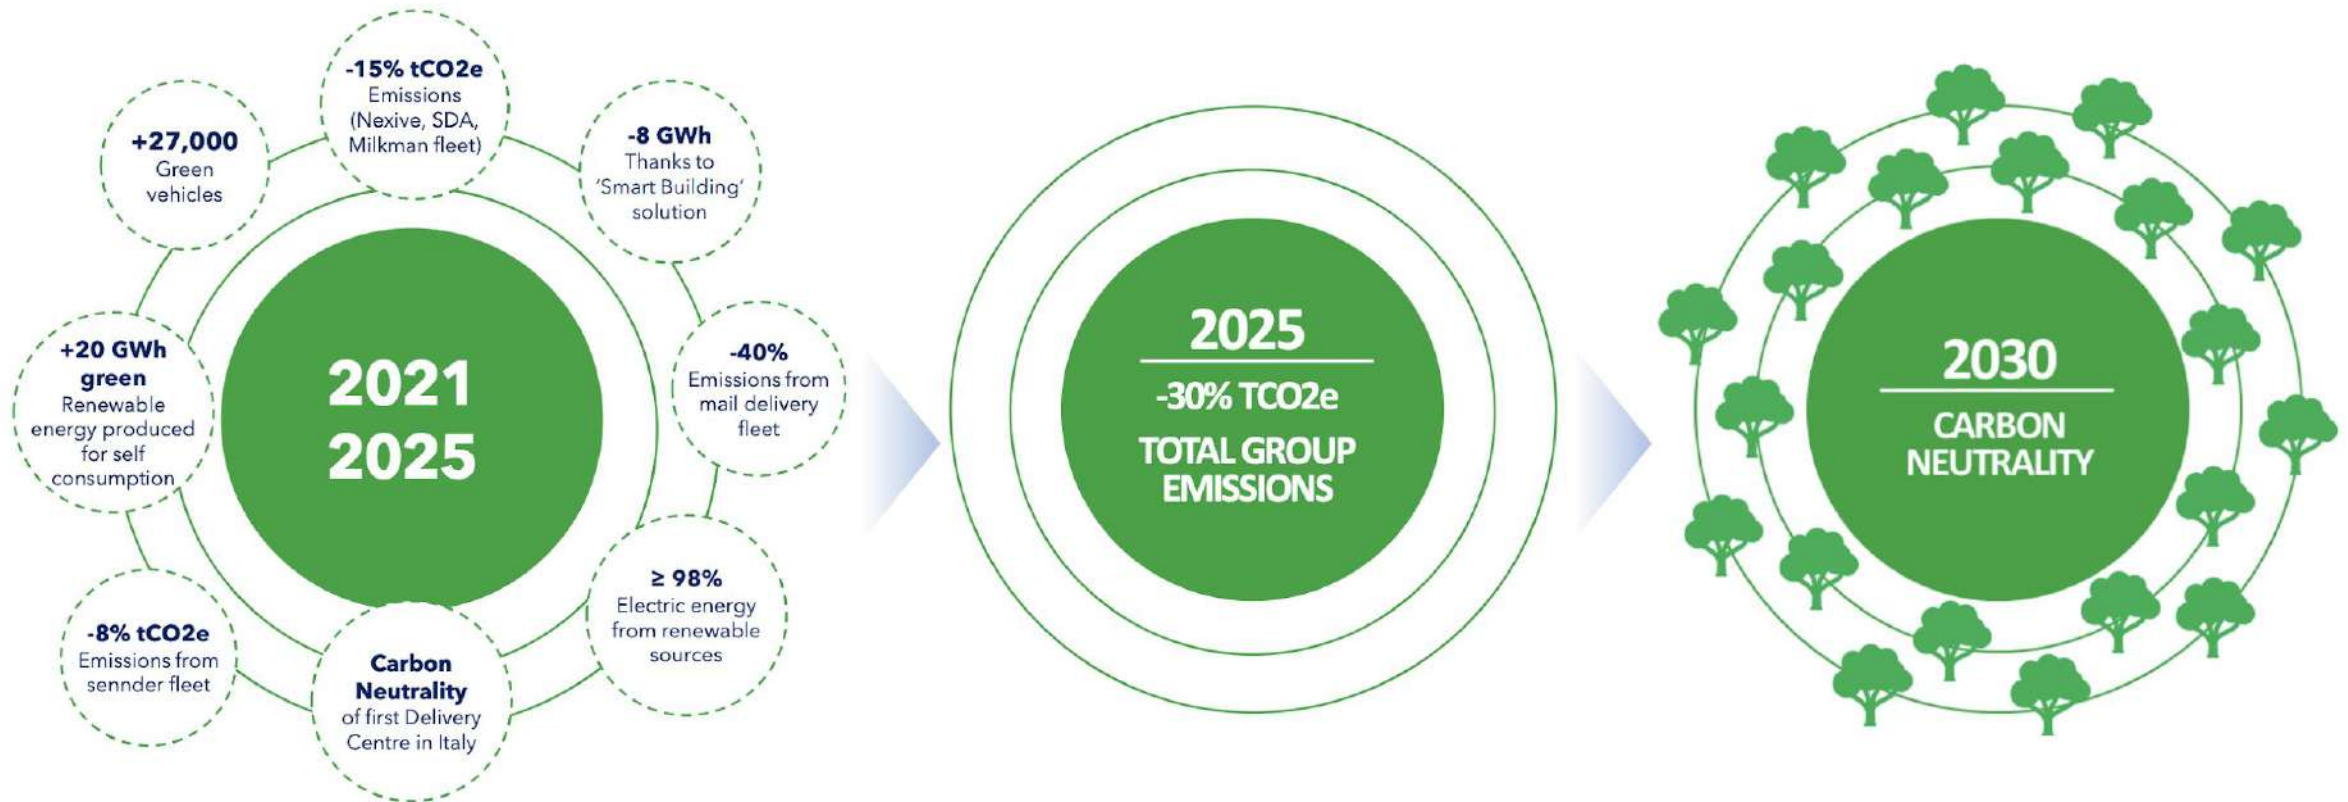 -15% tCO2e
Emissions
(Nexive, SDA,
Milkman fleet)
+27,000
Green
vehicles
-8 GWh
Thanks to
'Smart Building'
solution
+20 GWh
green
Renewable
energy produced
for self
consumption
2021
2025
-40%
Emissions from
mail delivery
fleet
-8% tCO2e
Emissions from
sennder fleet
Carbon
Neutrality
of first Delivery
Centre in Italy
≥ 98%
Electric energy
from renewable
sources
2025
-30% TCO2e
TOTAL GROUP
EMISSIONS
2030
CARBON
NEUTRALITY